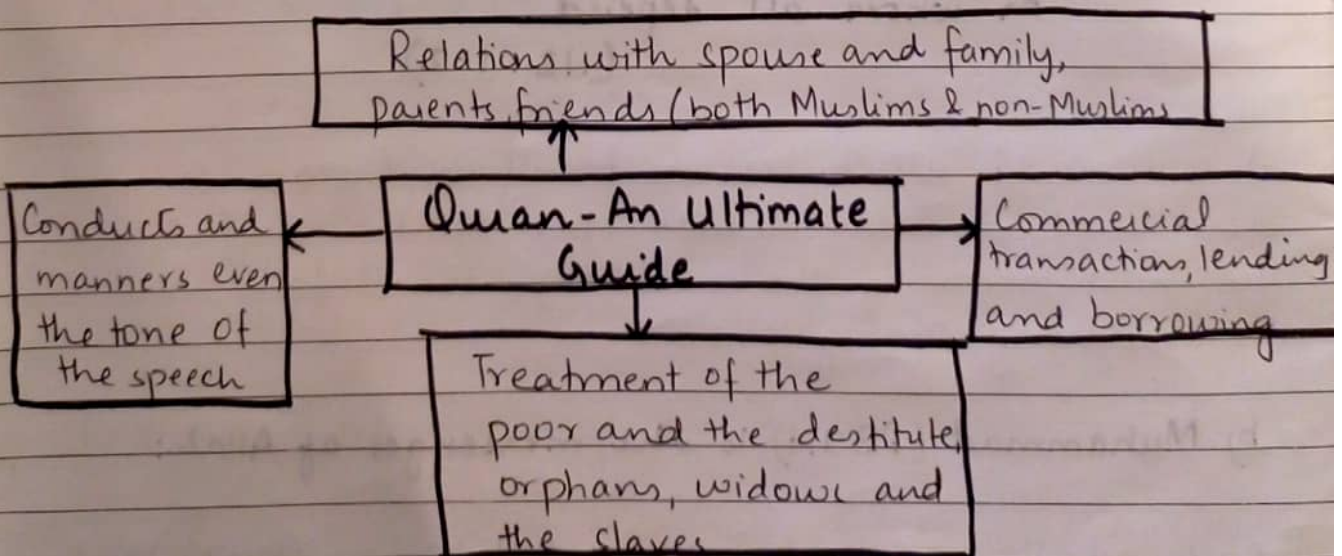 Relations with spouse and family,
parents, friends (both Muslims & non-Muslims
Quran - An Ultimate
Guide
Conducts and
manners even
the tone of
the speech
Commercial
transactions, lending
and borrowing
Treatment of the
poor and the destitute,
orphans, widows and
the slaves